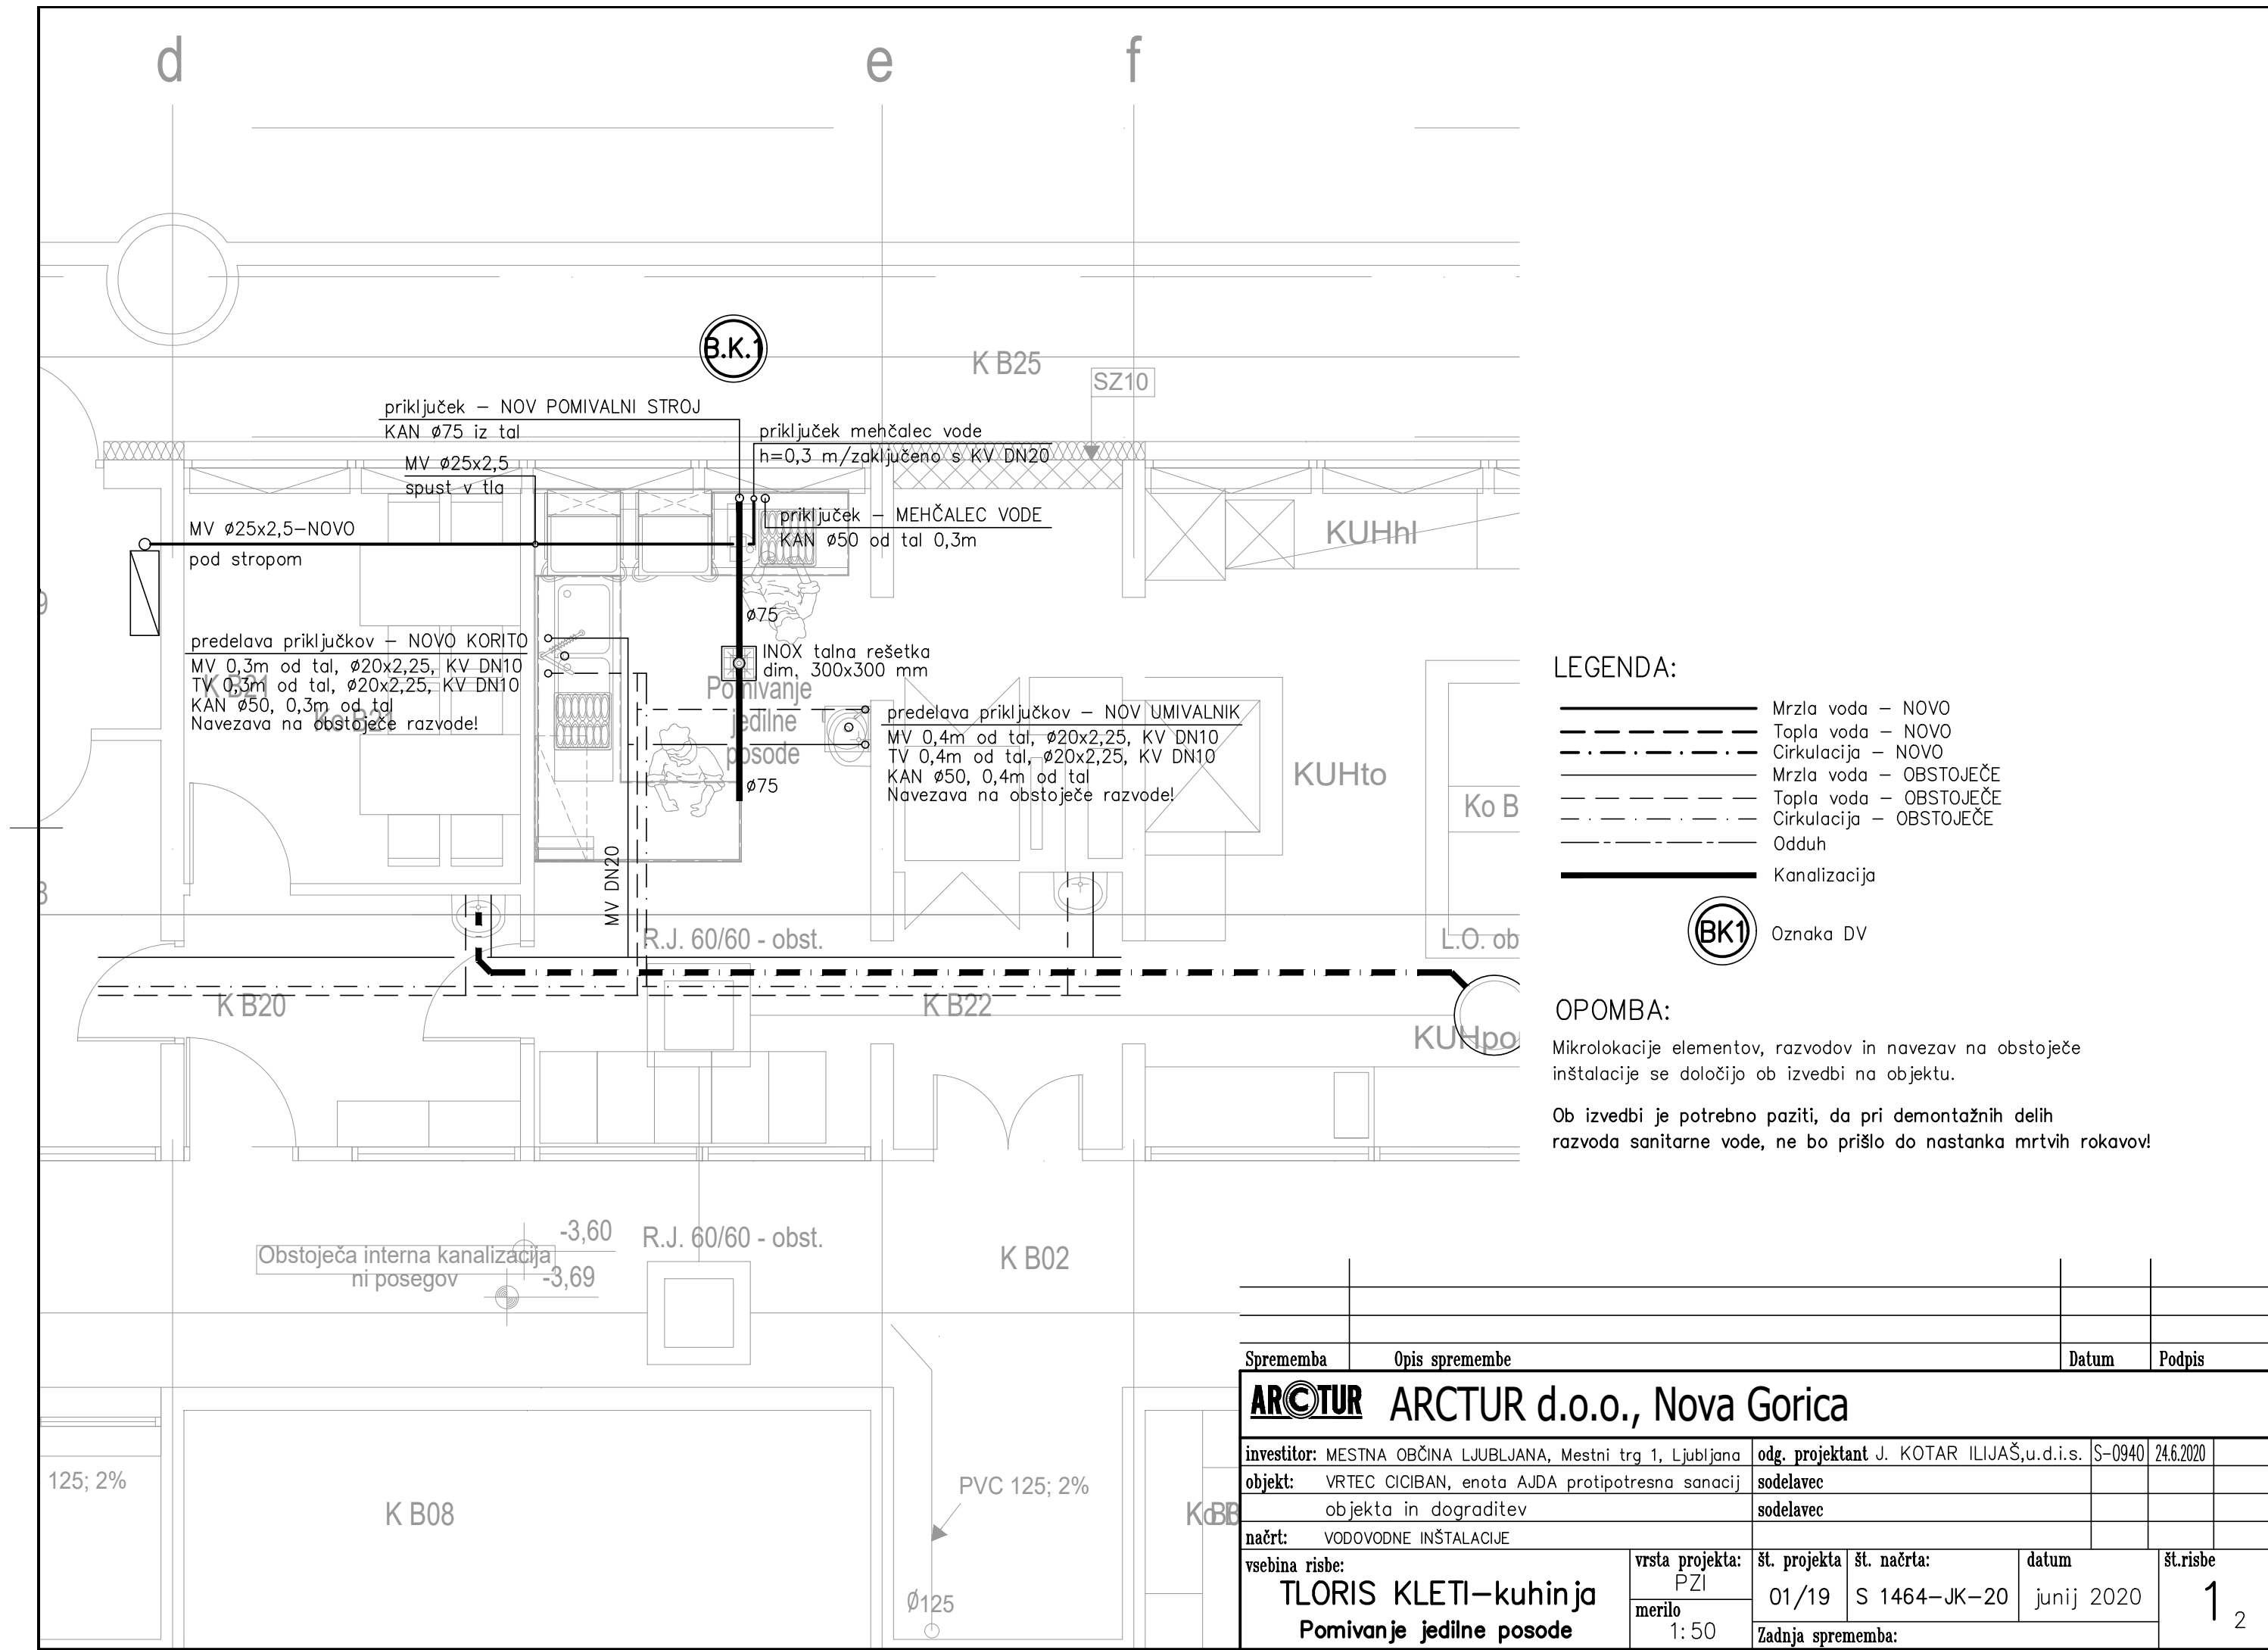 d
e
f
B.K.1
K B25
SZ10
priključek – NOV POMIVALNI STROJ
KAN ø75 iz tal
priključek mehčalec vode
h=0,3 m/zaključeno s KV DN20
MV ø25x2,5
spust v tla
MV ø25x2,5–NOVO
pod stropom
priključek – MEHČALEC VODE
KAN ø50 od tal 0,3m
KUHhl
9
ø75
predelava priključkov – NOVO KORITO
MV 0,3m od tal, ø20x2,25, KV DN10
TV 0,3m od tal, ø20x2,25, KV DN10
KAN ø50, 0,3m od tal
Navezava na obstoječe razvode!
K B21
Ko B21
INOX talna rešetka
dim. 300x300 mm
Pomivanje
jedilne
posode
ø75
predelava priključkov – NOV UMIVALNIK
MV 0,4m od tal, ø20x2,25, KV DN10
TV 0,4m od tal, ø20x2,25, KV DN10
KAN ø50, 0,4m od tal
Navezava na obstoječe razvode!
KUHto
Ko B
MV DN20
R.J. 60/60 - obst.
L.O. ob
K B20
K B22
KUHpo
LEGENDA:
Mrzla voda – NOVO
Topla voda – NOVO
Cirkulacija – NOVO
Mrzla voda – OBSTOJEČE
Topla voda – OBSTOJEČE
Cirkulacija – OBSTOJEČE
Odduh
Kanalizacija
BK1 Oznaka DV
OPOMBA:
Mikrolokacije elementov, razvodov in navezav na obstoječe
inštalacije se določijo ob izvedbi na objektu.
Ob izvedbi je potrebno paziti, da pri demontažnih delih
razvoda sanitarne vode, ne bo prišlo do nastanka mrtvih rokavov!
-3,60
-3,69
Obstoječa interna kanalizacija
ni posegov
R.J. 60/60 - obst.
K B02
125; 2%
K B08
PVC 125; 2%
Ø125
Sprememba Opis spremembe Datum Podpis
ARCTUR ARCTUR d.o.o., Nova Gorica
investitor: MESTNA OBČINA LJUBLJANA, Mestni trg 1, Ljubljana odg. projektant J. KOTAR ILIJAŠ,u.d.i.s. S–0940 24.6.2020
objekt: VRTEC CICIBAN, enota AJDA protipotresna sanacij sodelavec
objekta in dograditev sodelavec
načrt: VODOVODNE INŠTALACIJE
vsebina risbe:
TLORIS KLETI–kuhinja
Pomivanje jedilne posode
vrsta projekta:
PZI
merilo
1:50
št. projekta
01/19
št. načrta:
S 1464–JK–20
datum
junij 2020
št.risbe
1
2
Zadnja sprememba: